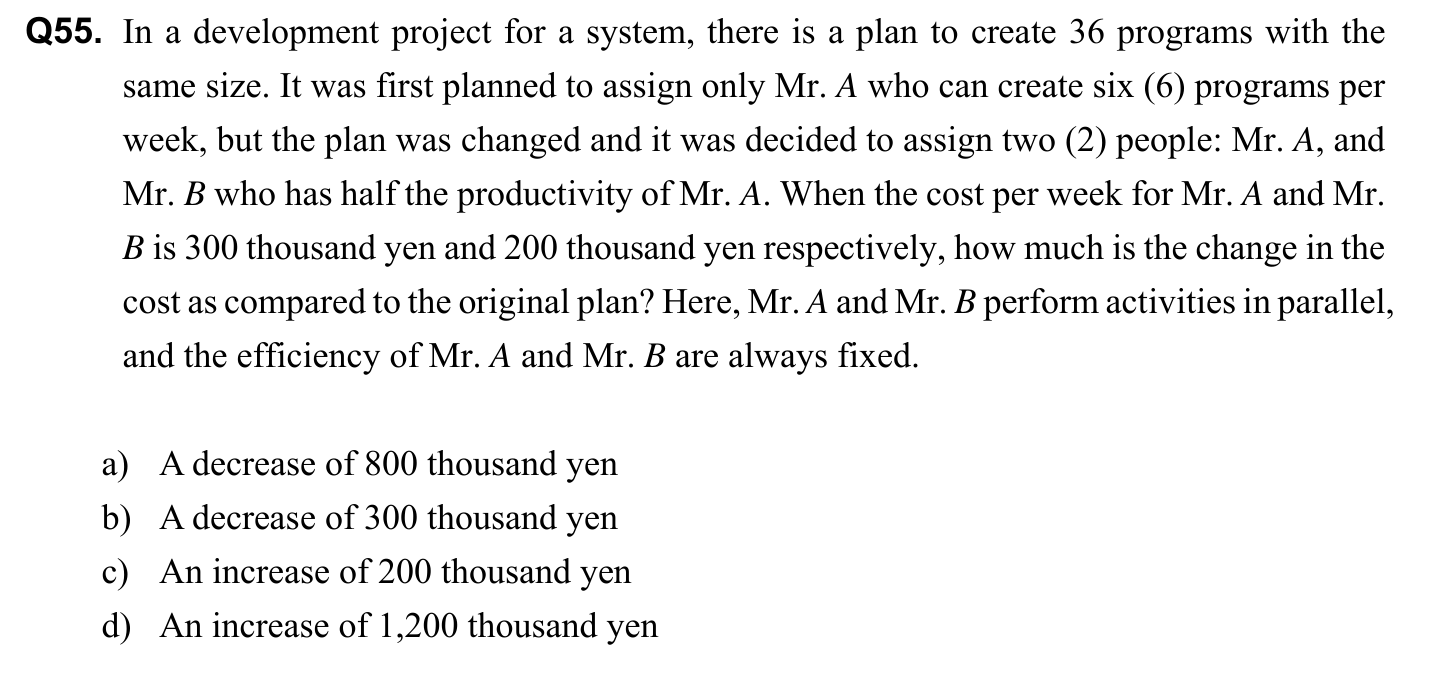 Q55. In a development project for a system, there is a plan to create 36 programs with the
same size. It was first planned to assign only Mr. A who can create six (6) programs per
week, but the plan was changed and it was decided to assign two (2) people: Mr. A, and
Mr. B who has half the productivity of Mr. A. When the cost per week for Mr. A and Mr.
B is 300 thousand yen and 200 thousand yen respectively, how much is the change in the
cost as compared to the original plan? Here, Mr. A and Mr. B perform activities in parallel,
and the efficiency of Mr. A and Mr. B are always fixed.
a) A decrease of 800 thousand yen
b) A decrease of 300 thousand yen
c) An increase of 200 thousand yen
d) An increase of 1,200 thousand yen